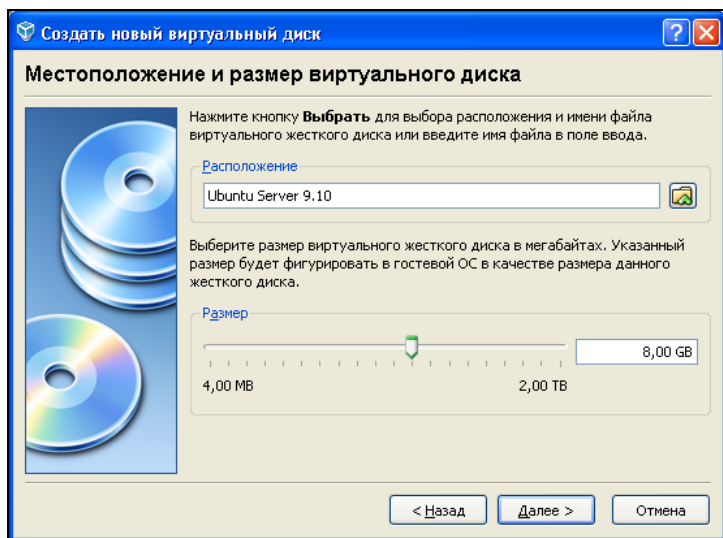 Создать новый виртуальный диск
Местоположение и размер виртуального диска
Нажмите кнопку Выбрать для выбора расположения и имени файла
виртуального жесткого диска или введите имя файла в поле ввода.
Расположение
Ubuntu Server 9.10
Выберите размер виртуального жесткого диска в мегабайтах. Указанный
размер будет фигурировать в гостевой ОС в качестве размера данного
жесткого диска.
Размер
8,00 GB
4,00 MB 2,00 TB
< Назад Далее > Отмена